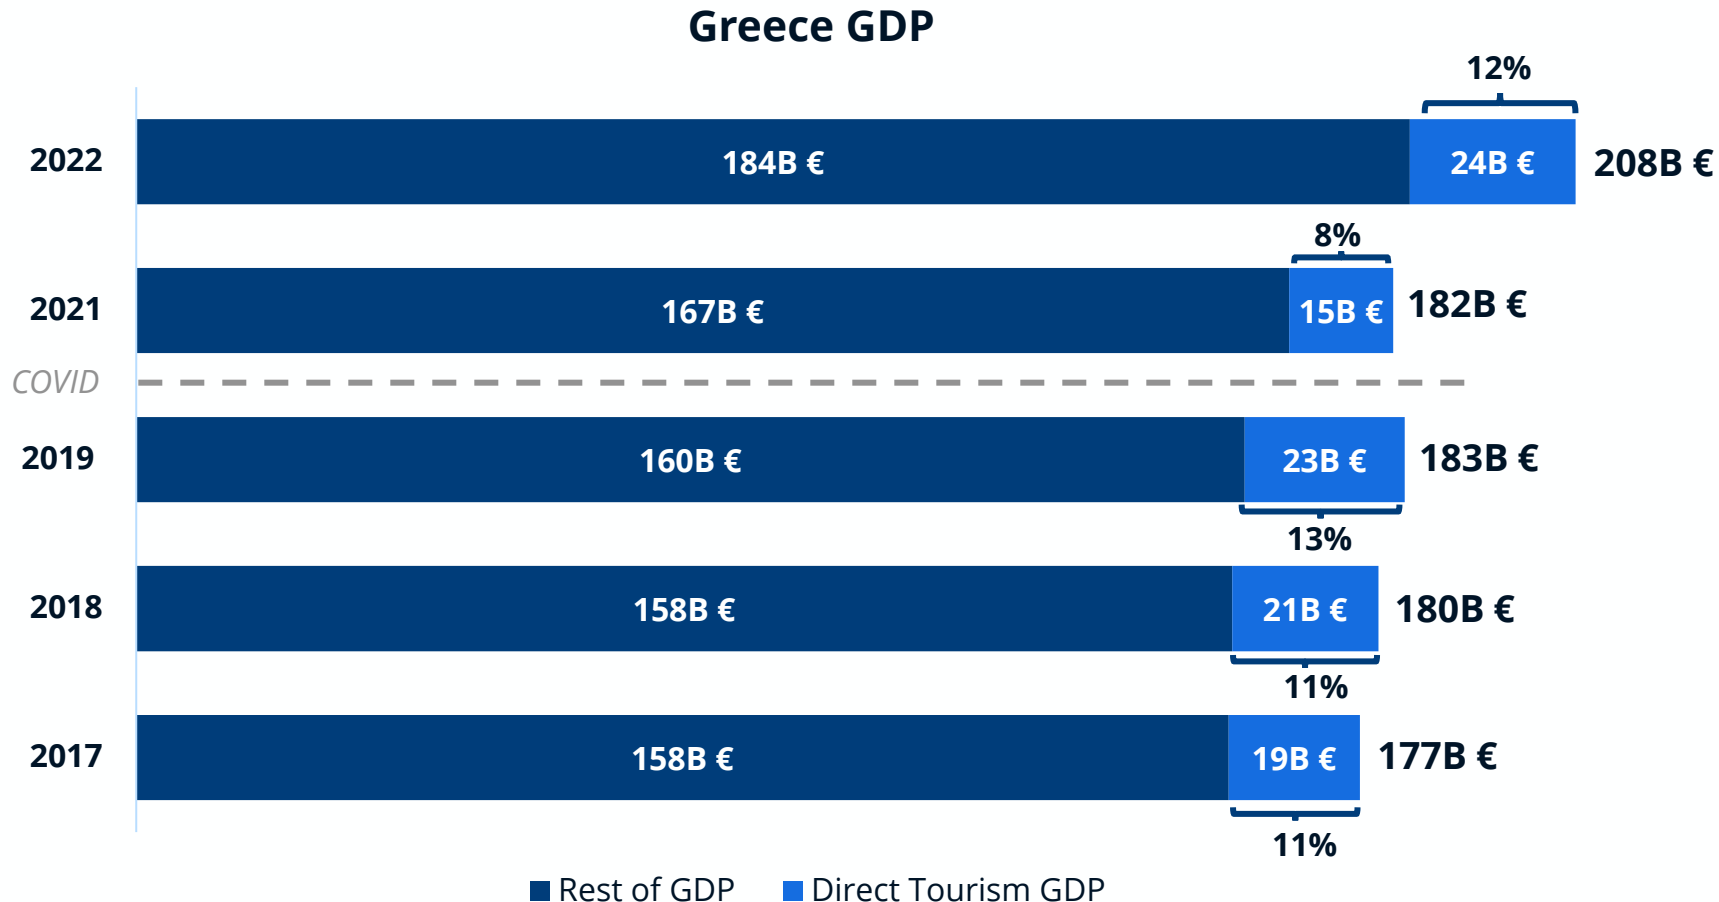 Greece GDP
12%
2022 184B € 24B € 208B €
8%
2021 167B € 15B € 182B €
COVID
2019 160B € 23B € 183B €
13%
2018 158B € 21B € 180B €
11%
2017 158B € 19B € 177B €
11%
Rest of GDP Direct Tourism GDP